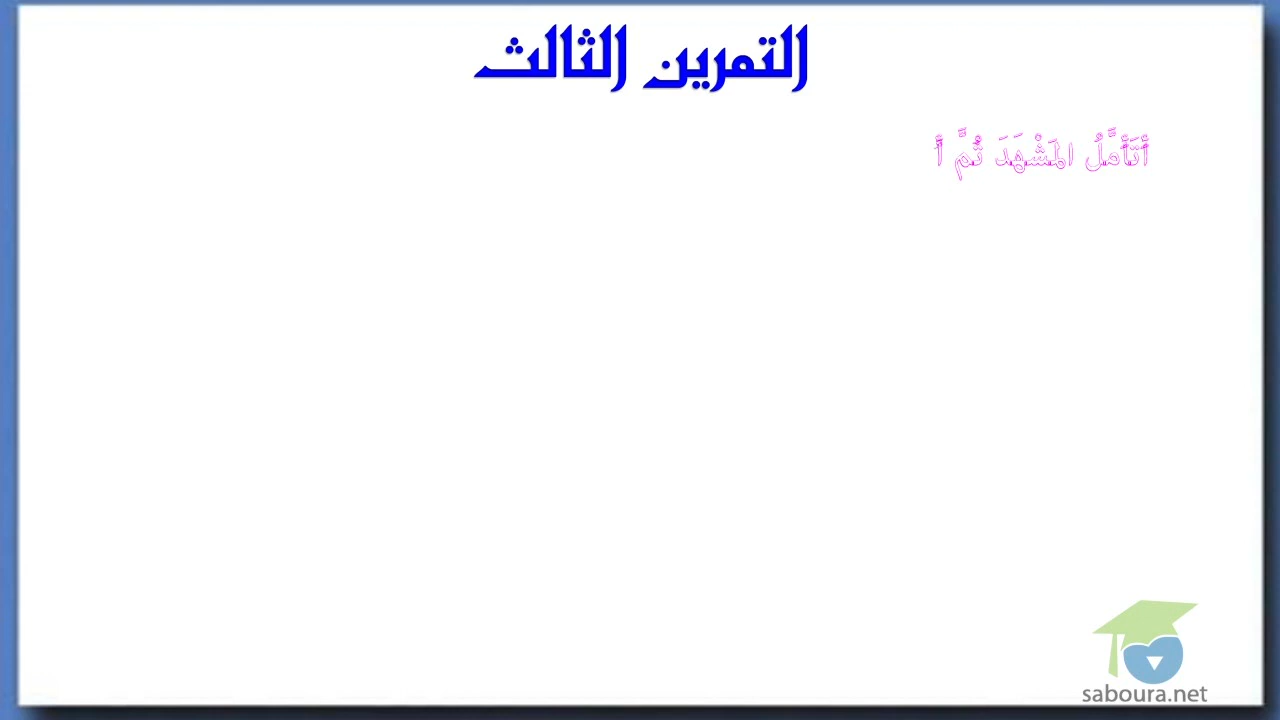 التمرين الثالث
أَتَأَمَّلُ المَشْهَدَ ثُمَّ أَ
saboura.net